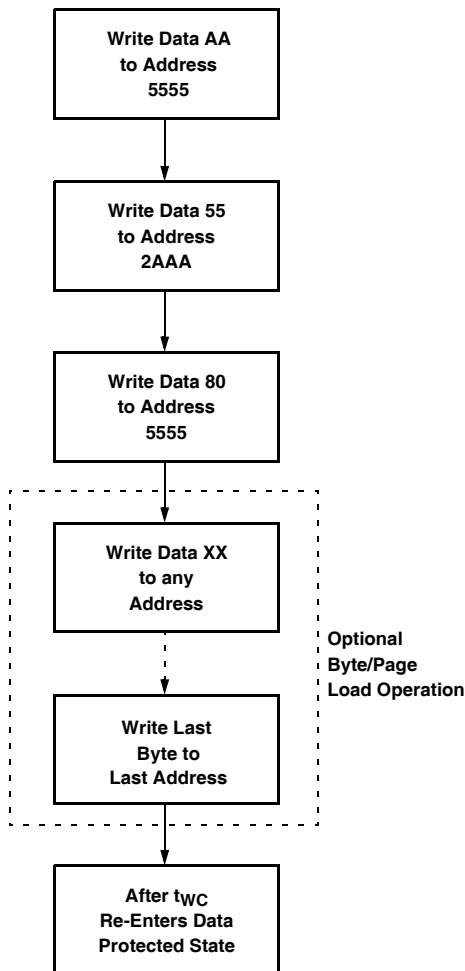 Write Data AA
to Address
5555
Write Data 55
to Address
2AAA
Write Data 80
to Address
5555
Write Data XX
to any
Address
Optional
Byte/Page
Load Operation
Write Last
Byte to
Last Address
After tWC
Re-Enters Data
Protected State